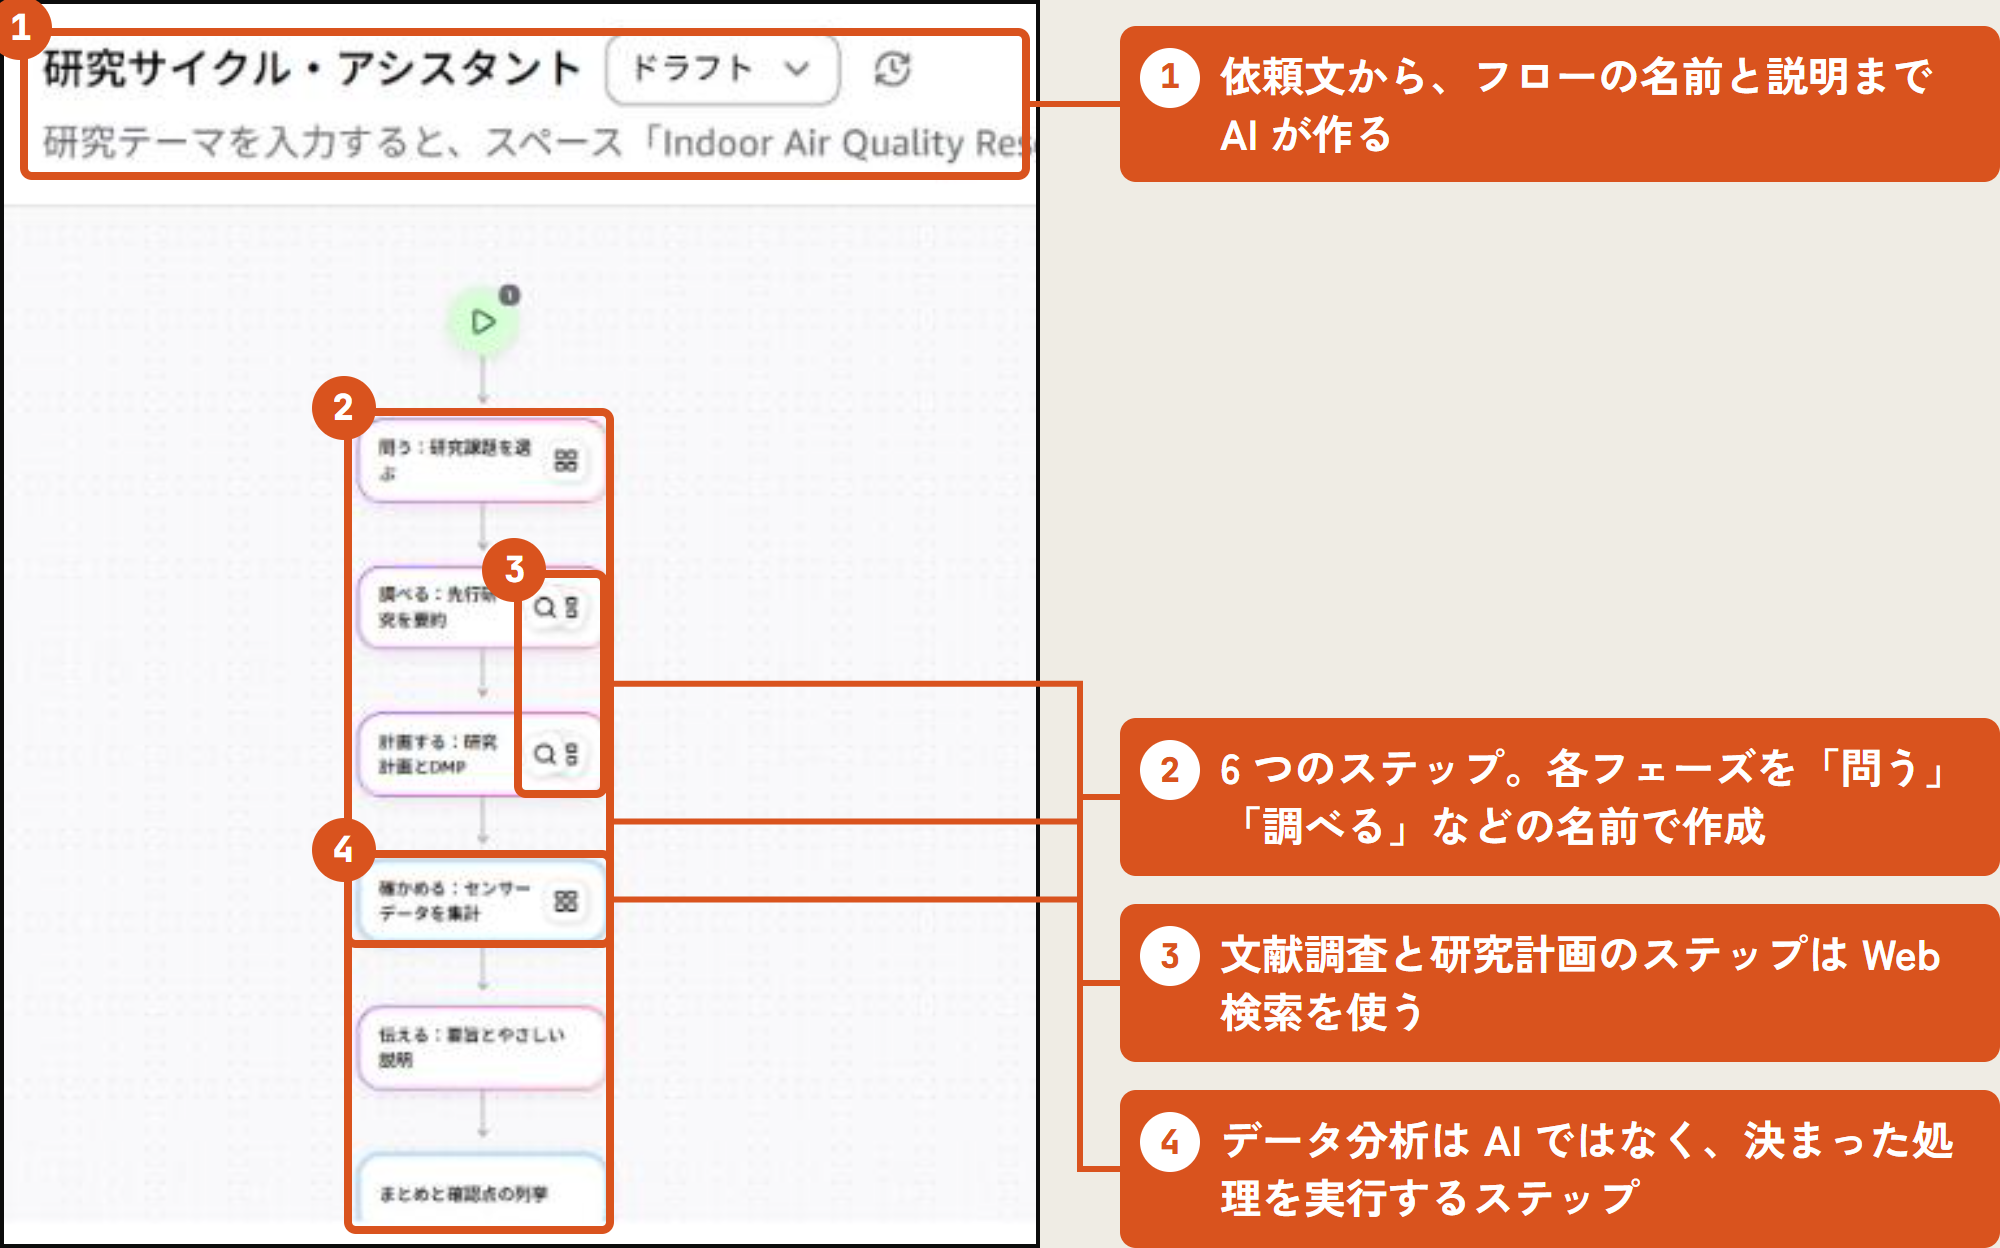 1
研究サイクル・アシスタント ドラフト
研究テーマを入力すると、スペース「Indoor Air Quality Res
1
2
問う：研究課題を選
ぶ
3
調べる：先行研
究を要約
計画する：研究
計画とDMP
4
確かめる：センサー
データを集計
伝える：要旨とやさしい
説明
まとめと確認点の列挙
1 依頼文から、フローの名前と説明まで
AI が作る
2 6 つのステップ。各フェーズを「問う」
「調べる」などの名前で作成
3 文献調査と研究計画のステップは Web
検索を使う
4 データ分析は AI ではなく、決まった処
理を実行するステップ